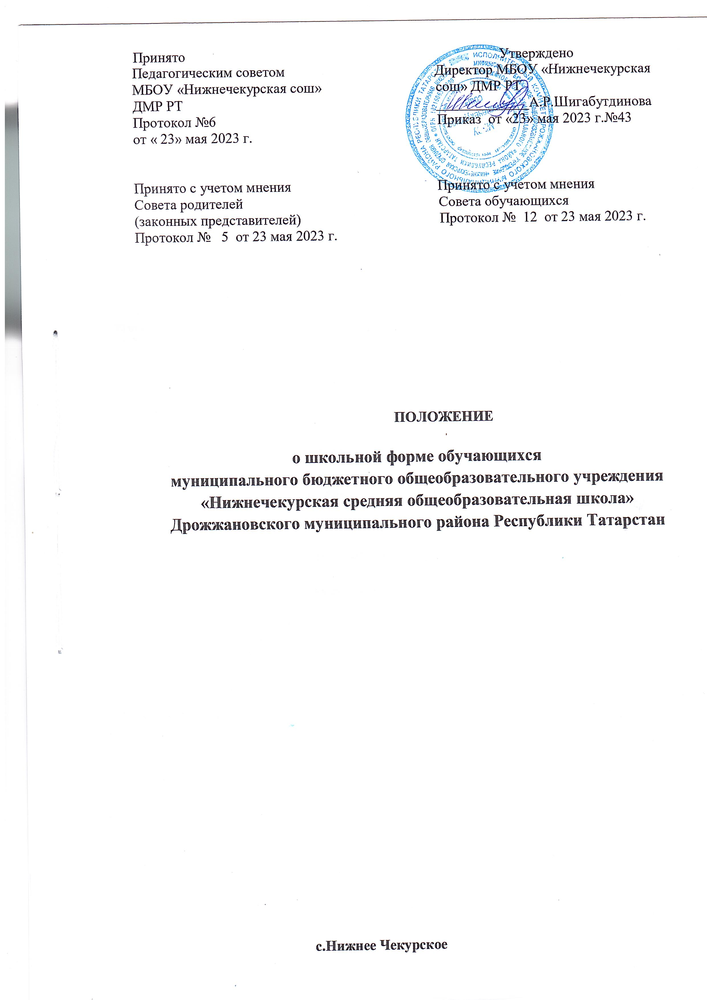 Принято
Педагогическим советом
МБОУ «Нижнечекурская сош»
ДМР РТ
Протокол №6
от « 23» мая 2023 г.
Утверждено
Директор МБОУ «Нижнечекурская
сош» ДМР РТ
А.Р.Шигабутдинова
Приказ от «23» мая 2023 г.№43
Принято с учетом мнения
Совета родителей
(законных представителей)
Протокол № 5 от 23 мая 2023 г.
Принято с учетом мнения
Совета обучающихся
Протокол № 12 от 23 мая 2023 г.
ПОЛОЖЕНИЕ
о школьной форме обучающихся
муниципального бюджетного общеобразовательного учреждения
«Нижнечекурская средняя общеобразовательная школа»
Дрожжановского муниципального района Республики Татарстан
с.Нижнее Чекурское